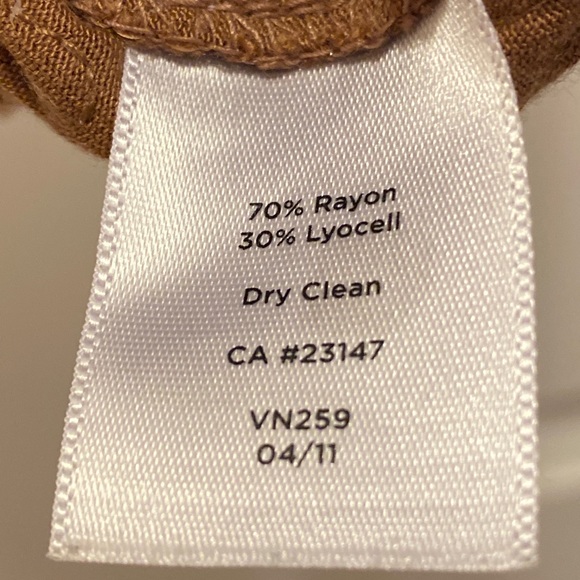 70% Rayon
30% Lyocell
Dry Clean
CA #23147
VN259
04/11